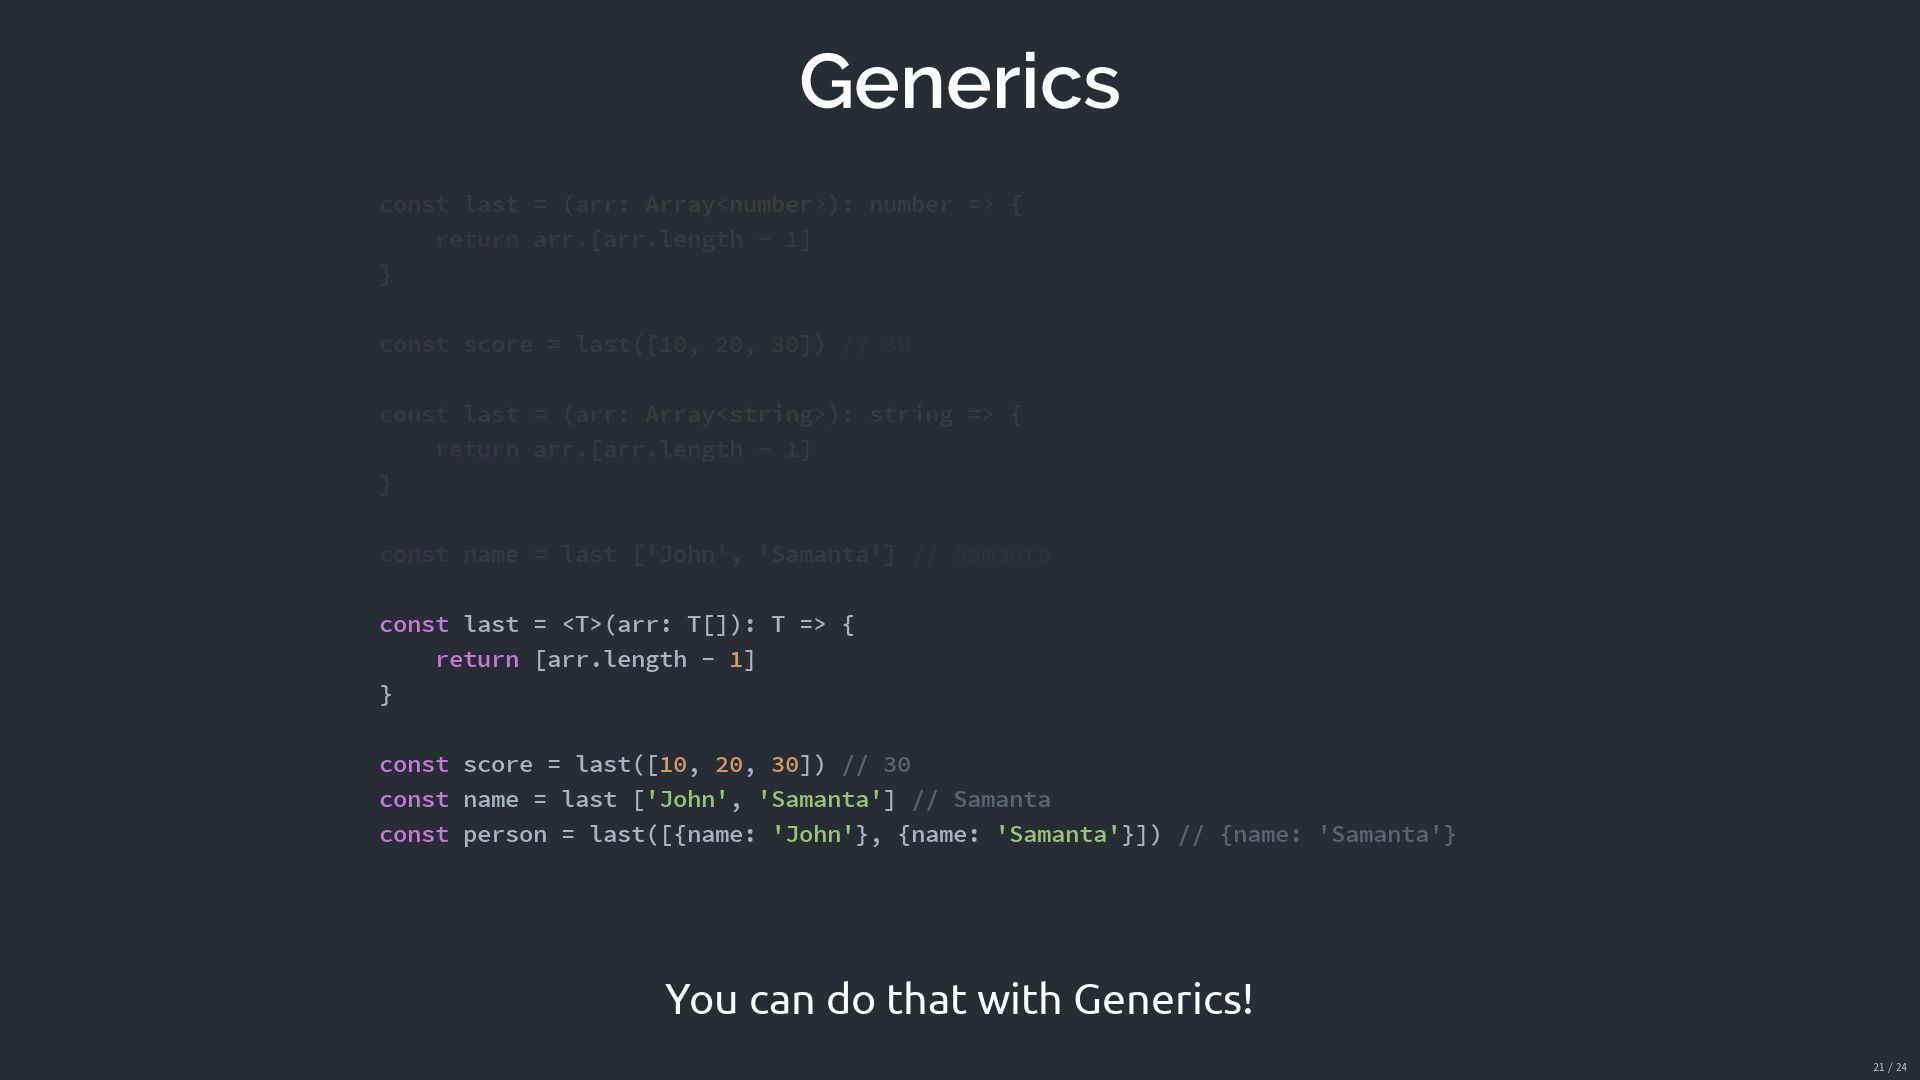 Generics
const last = (arr: Array<number>): number => {
    return arr.[arr.length - 1]
}
const score = last([10, 20, 30]) // 30
const last = (arr: Array<string>): string => {
    return arr.[arr.length - 1]
}
const name = last ['John', 'Samanta'] // Samanta
const last = <T>(arr: T[]): T => {
    return [arr.length - 1]
}
const score = last([10, 20, 30]) // 30
const name = last ['John', 'Samanta'] // Samanta
const person = last([{name: 'John'}, {name: 'Samanta'}]) // {name: 'Samanta'}
You can do that with Generics!
21 / 24